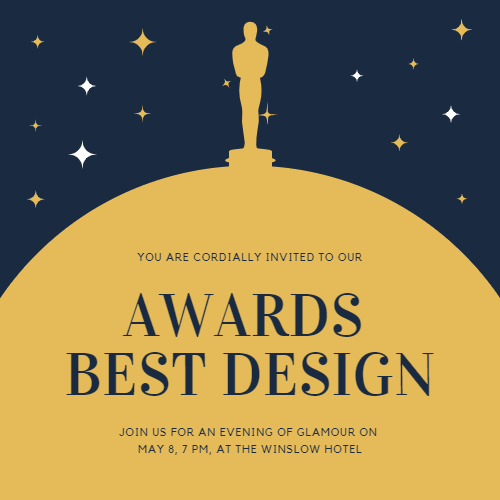 YOU ARE CORDIALLY INVITED TO OUR
AWARDS
BEST DESIGN
JOIN US FOR AN EVENING OF GLAMOUR ON
MAY 8, 7 PM, AT THE WINSLOW HOTEL